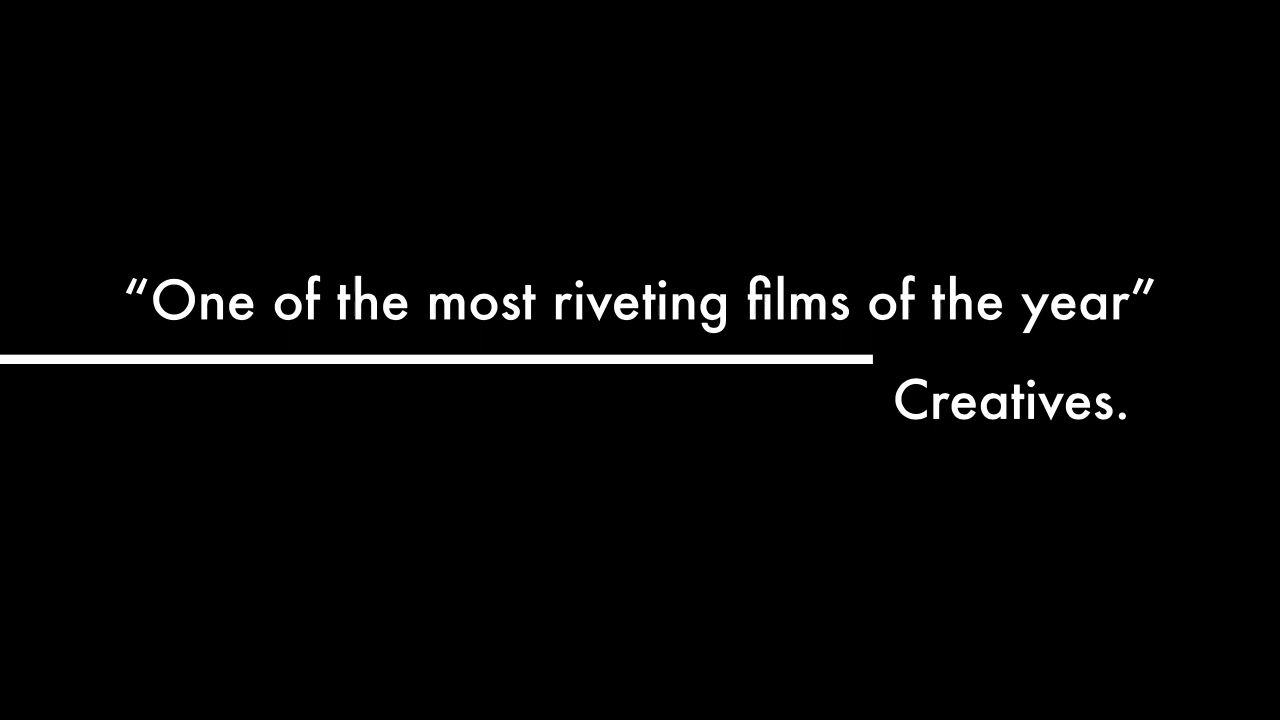 “One of the most riveting films of the year”
Creatives.